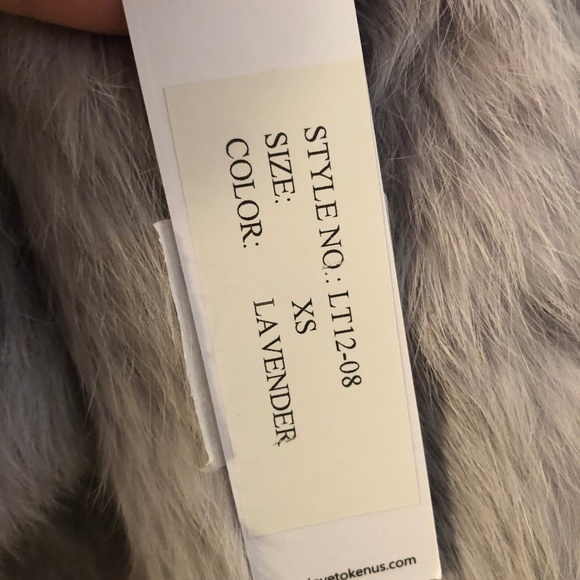 STYLE NO.: LT12-08
SIZE: XS
COLOR: LAVENDER